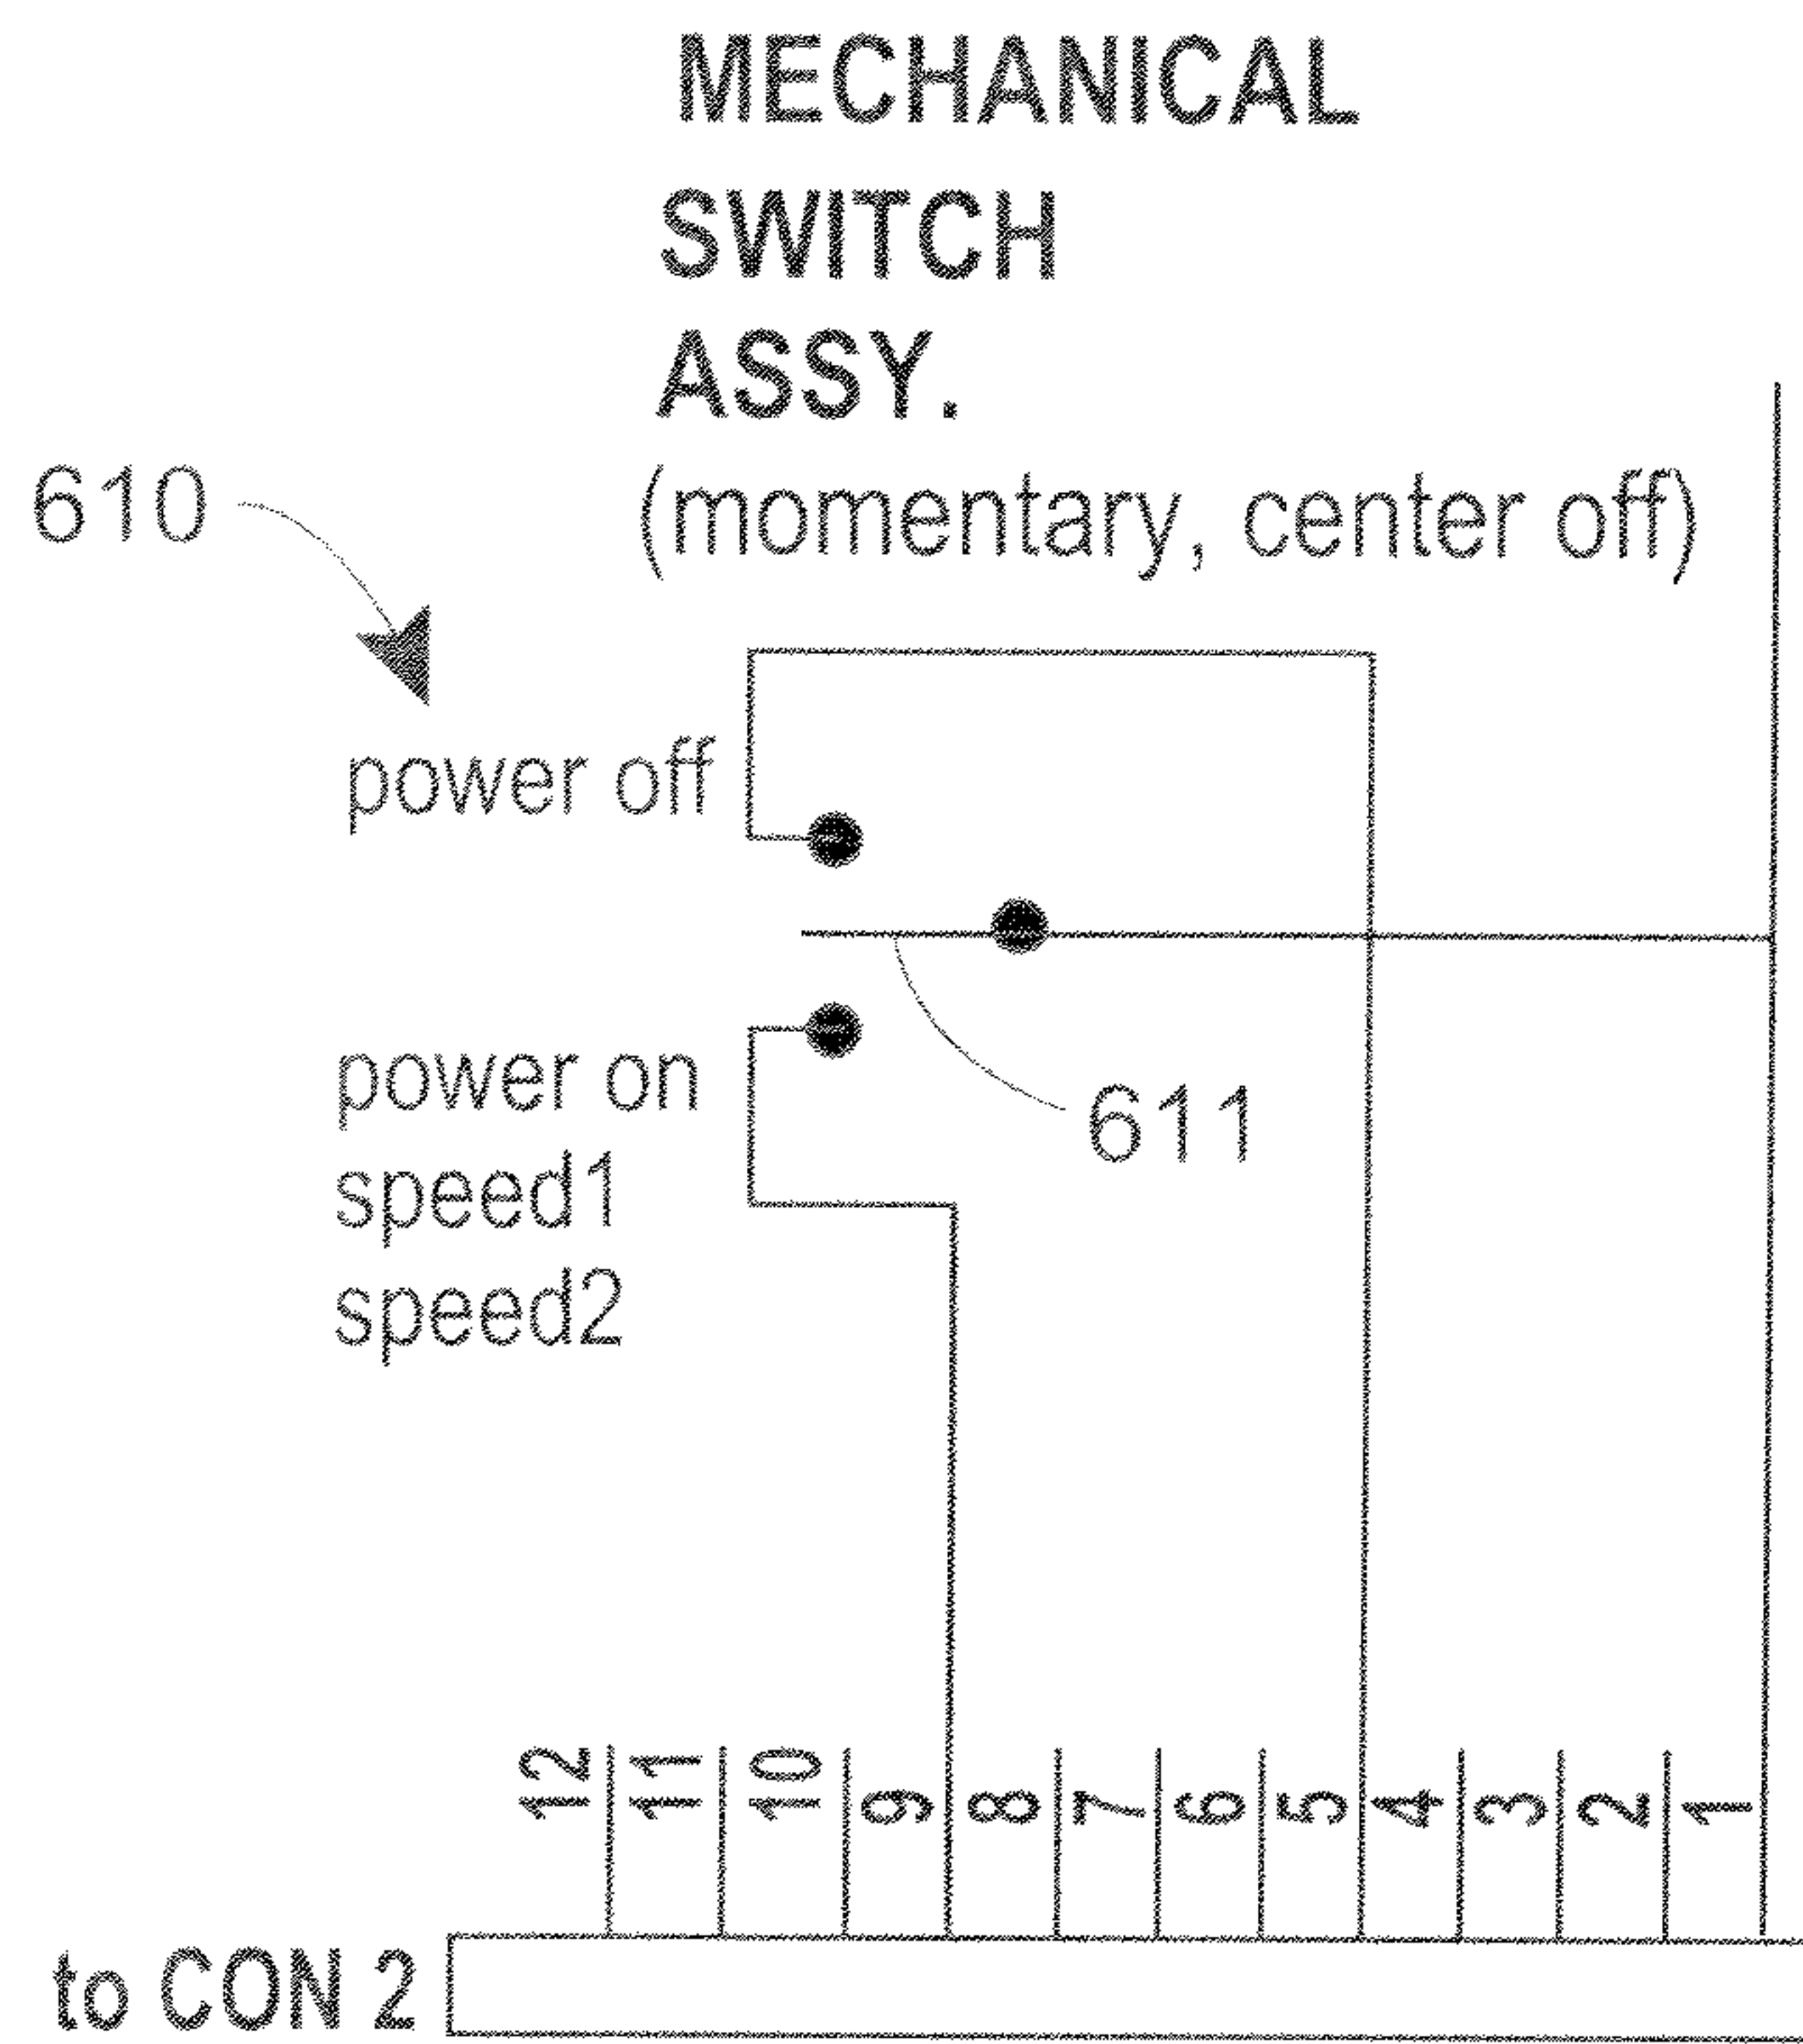 MECHANICAL
SWITCH
ASSY.
(momentary, center off)
610
power off
611
power on
speed1
speed2
12 11 10 9 8 7 6 5 4 3 2 1
to CON 2